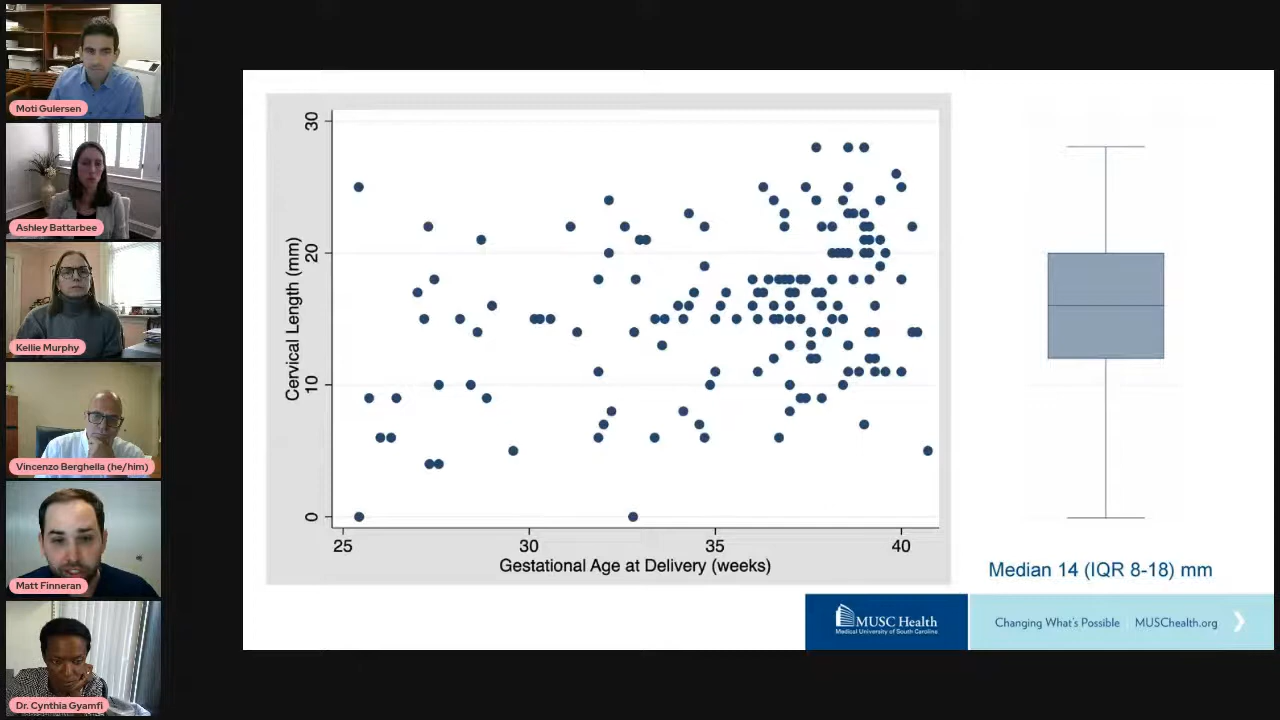 Moti Gulersen
Ashley Battarbee
Kellie Murphy
Vincenzo Berghella (he/him)
Matt Finneran
Dr. Cynthia Gyamfi
30
20
10
0
Cervical Length (mm)
25
30
35
40
Gestational Age at Delivery (weeks)
Median 14 (IQR 8-18) mm
MUSC Health
Medical University of South Carolina
Changing What's Possible
MUSChealth.org